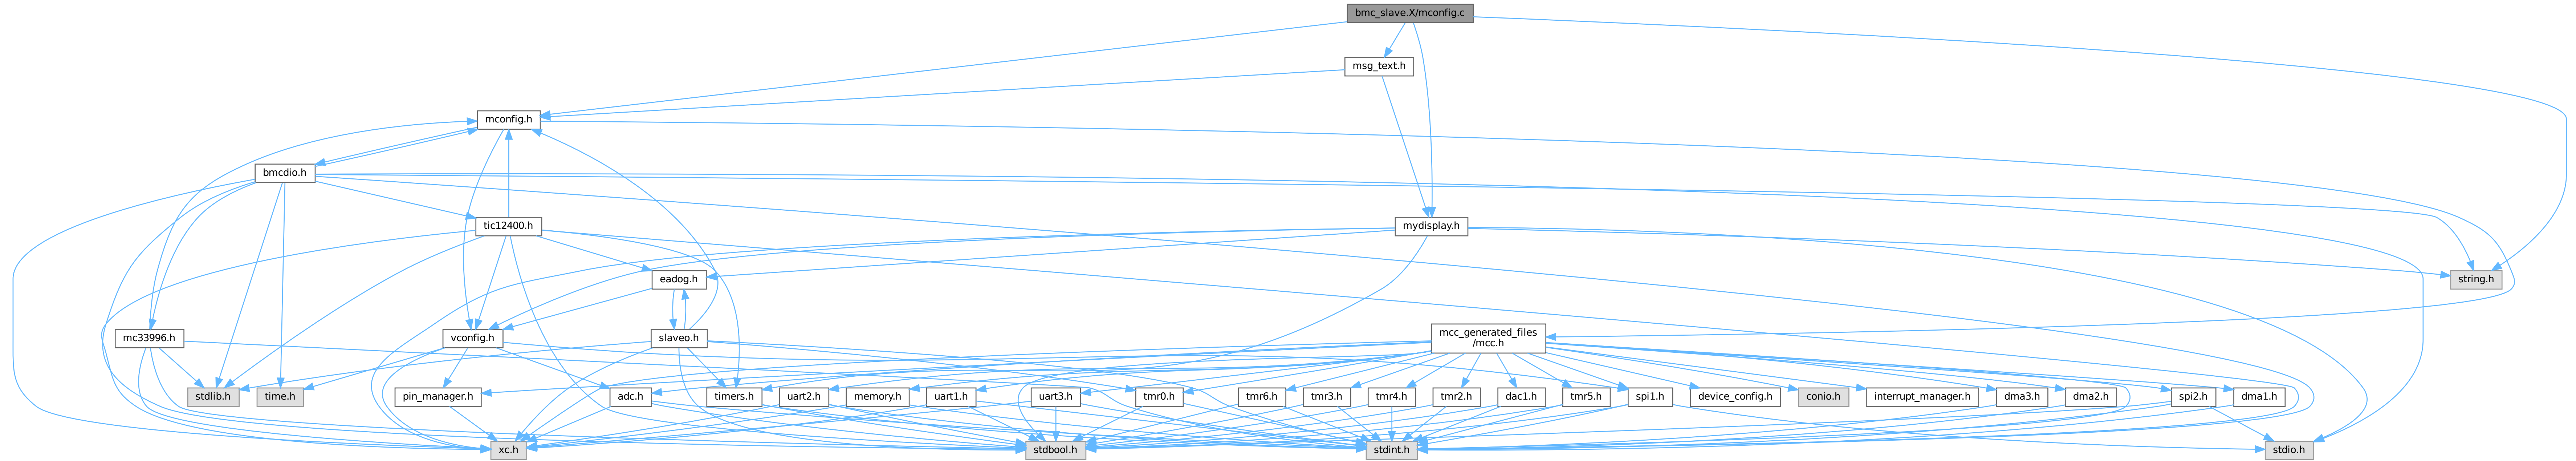 bmc_slave.X/mconfig.c
msg_text.h
mconfig.h
bmcdio.h
tic12400.h
mydisplay.h
eadog.h
string.h
mc33996.h
vconfig.h
slaveo.h
mcc_generated_files
/mcc.h
stdlib.h
time.h
pin_manager.h
adc.h
timers.h
uart2.h
memory.h
uart1.h
uart3.h
tmr0.h
tmr6.h
tmr3.h
tmr4.h
tmr2.h
dac1.h
tmr5.h
spi1.h
device_config.h
conio.h
interrupt_manager.h
dma3.h
dma2.h
spi2.h
dma1.h
xc.h
stdbool.h
stdint.h
stdio.h